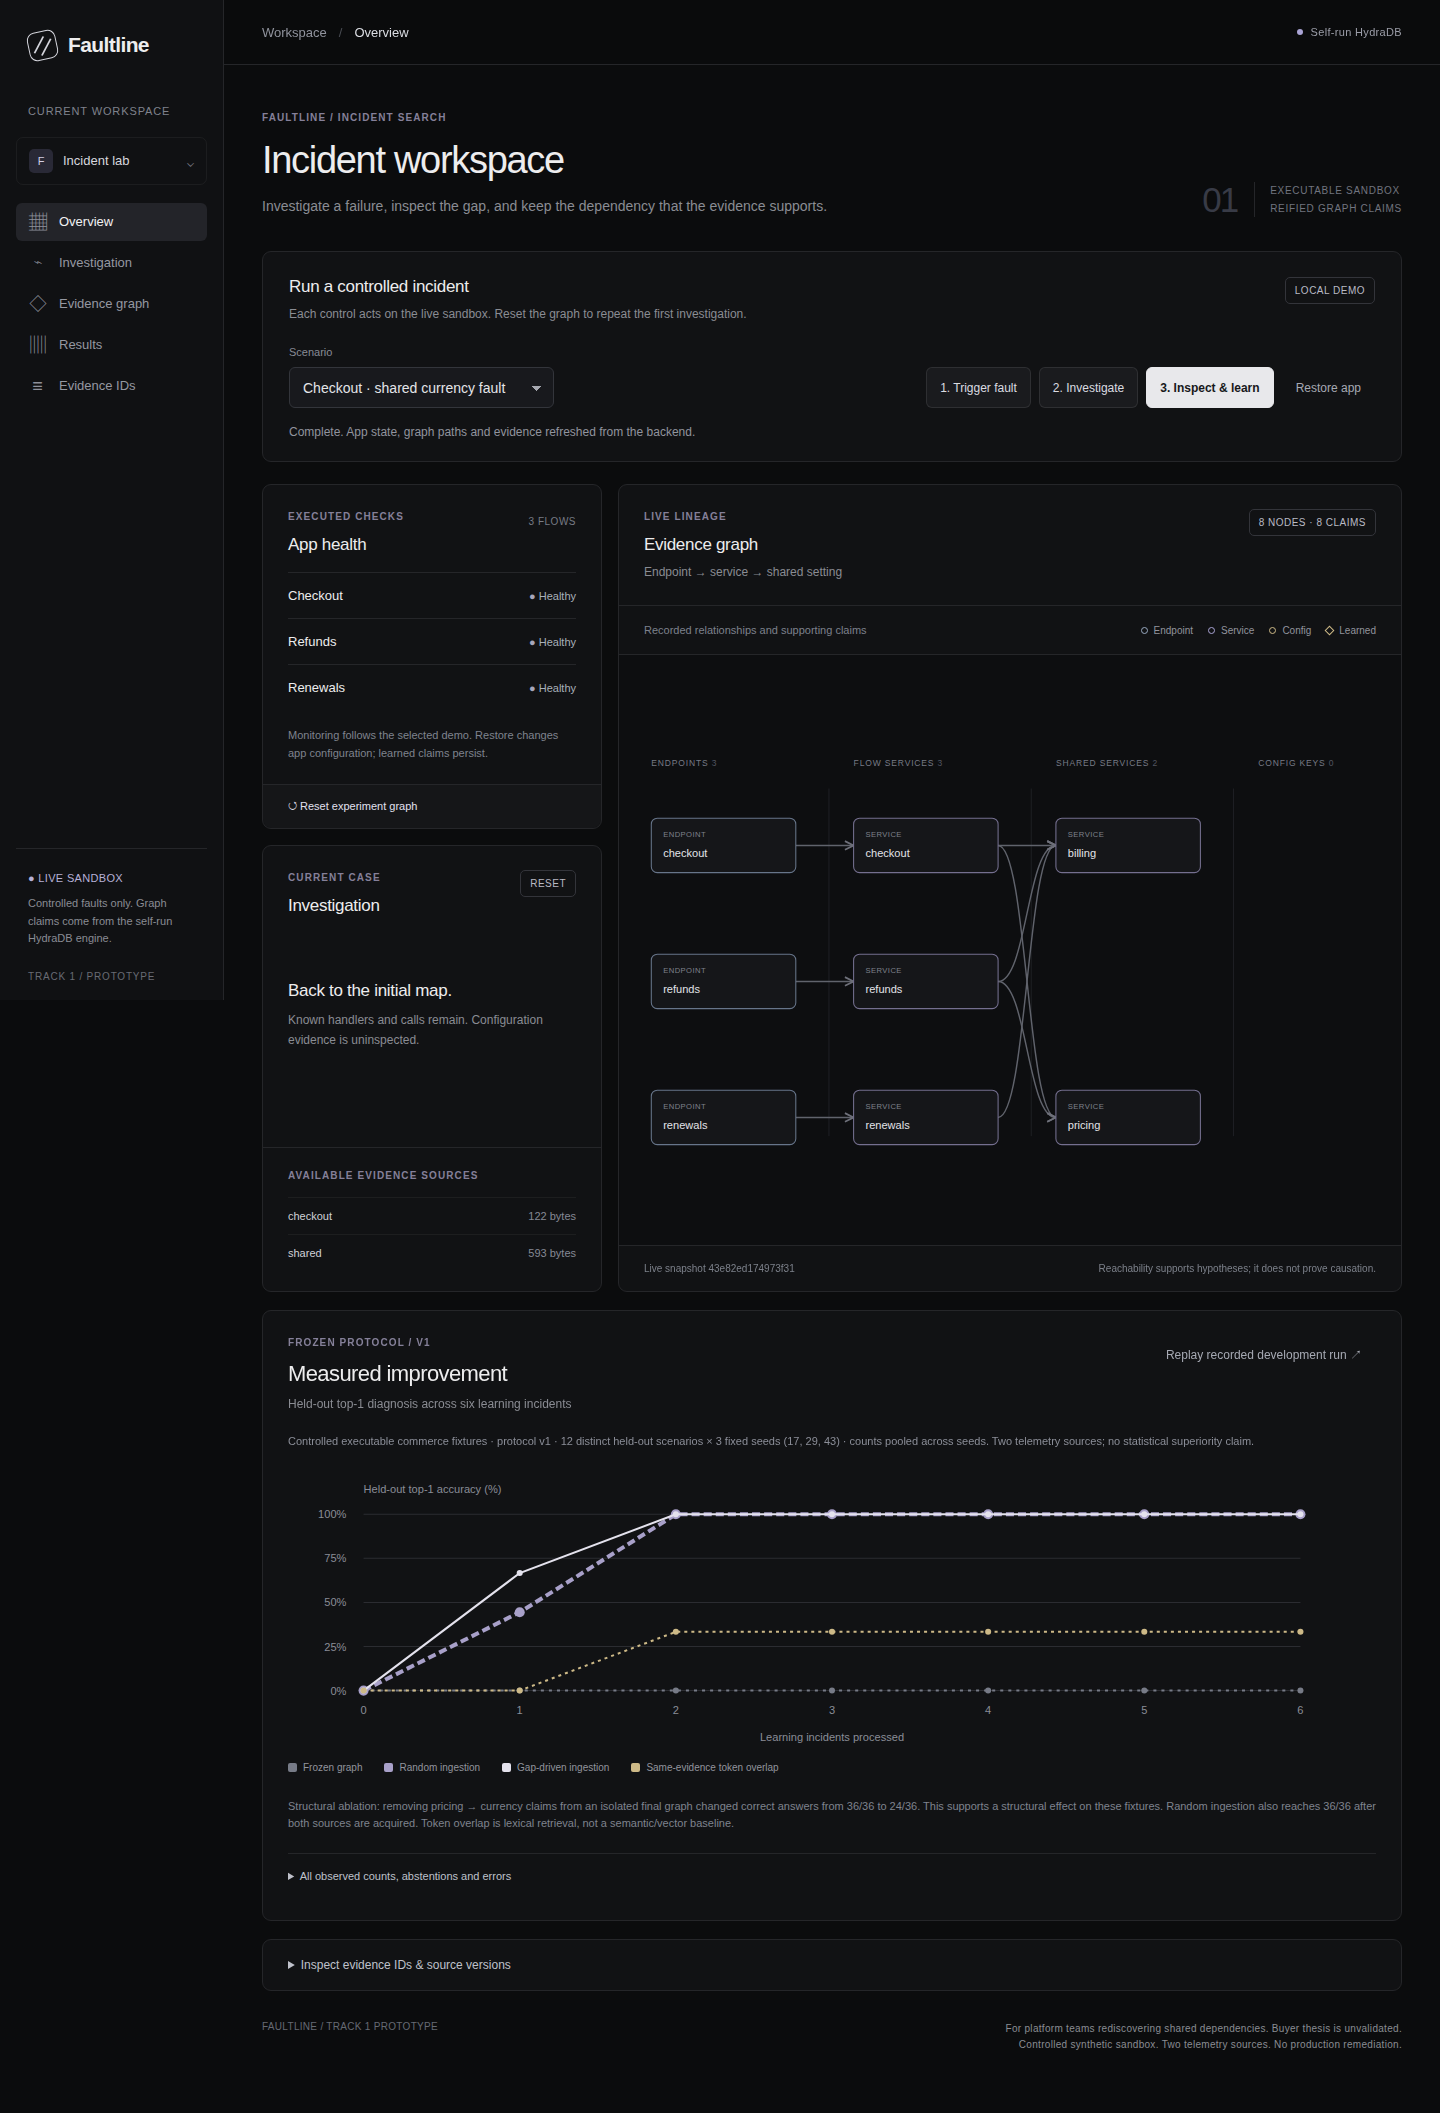 Faultline
CURRENT WORKSPACE
F Incident lab
Overview
Investigation
Evidence graph
Results
Evidence IDs
● LIVE SANDBOX
Controlled faults only. Graph
claims come from the self-run
HydraDB engine.
TRACK 1 / PROTOTYPE
Workspace / Overview
Self-run HydraDB
FAULTLINE / INCIDENT SEARCH
Incident workspace
Investigate a failure, inspect the gap, and keep the dependency that the evidence supports.
01
EXECUTABLE SANDBOX
REIFIED GRAPH CLAIMS
Run a controlled incident
LOCAL DEMO
Each control acts on the live sandbox. Reset the graph to repeat the first investigation.
Scenario
Checkout · shared currency fault
1. Trigger fault
2. Investigate
3. Inspect & learn
Restore app
Complete. App state, graph paths and evidence refreshed from the backend.
EXECUTED CHECKS
3 FLOWS
App health
Checkout ● Healthy
Refunds ● Healthy
Renewals ● Healthy
Monitoring follows the selected demo. Restore changes
app configuration; learned claims persist.
Reset experiment graph
CURRENT CASE
RESET
Investigation
Back to the initial map.
Known handlers and calls remain. Configuration
evidence is uninspected.
AVAILABLE EVIDENCE SOURCES
checkout 122 bytes
shared 593 bytes
LIVE LINEAGE
8 NODES · 8 CLAIMS
Evidence graph
Endpoint → service → shared setting
Recorded relationships and supporting claims
Endpoint Service Config Learned
ENDPOINTS 3 FLOW SERVICES 3 SHARED SERVICES 2 CONFIG KEYS 0
ENDPOINT SERVICE SERVICE
checkout checkout billing
ENDPOINT SERVICE
refunds refunds
ENDPOINT SERVICE SERVICE
renewals renewals pricing
Live snapshot 43e82ed174973f31
Reachability supports hypotheses; it does not prove causation.
FROZEN PROTOCOL / V1
Replay recorded development run ↗
Measured improvement
Held-out top-1 diagnosis across six learning incidents
Controlled executable commerce fixtures · protocol v1 · 12 distinct held-out scenarios × 3 fixed seeds (17, 29, 43) · counts pooled across seeds. Two telemetry sources; no statistical superiority claim.
Held-out top-1 accuracy (%)
100%
75%
50%
25%
0%
0 1 2 3 4 5 6
Learning incidents processed
Frozen graph Random ingestion Gap-driven ingestion Same-evidence token overlap
Structural ablation: removing pricing → currency claims from an isolated final graph changed correct answers from 36/36 to 24/36. This supports a structural effect on these fixtures. Random ingestion also reaches 36/36 after
both sources are acquired. Token overlap is lexical retrieval, not a semantic/vector baseline.
▶ All observed counts, abstentions and errors
▶ Inspect evidence IDs & source versions
FAULTLINE / TRACK 1 PROTOTYPE
For platform teams rediscovering shared dependencies. Buyer thesis is unvalidated.
Controlled synthetic sandbox. Two telemetry sources. No production remediation.